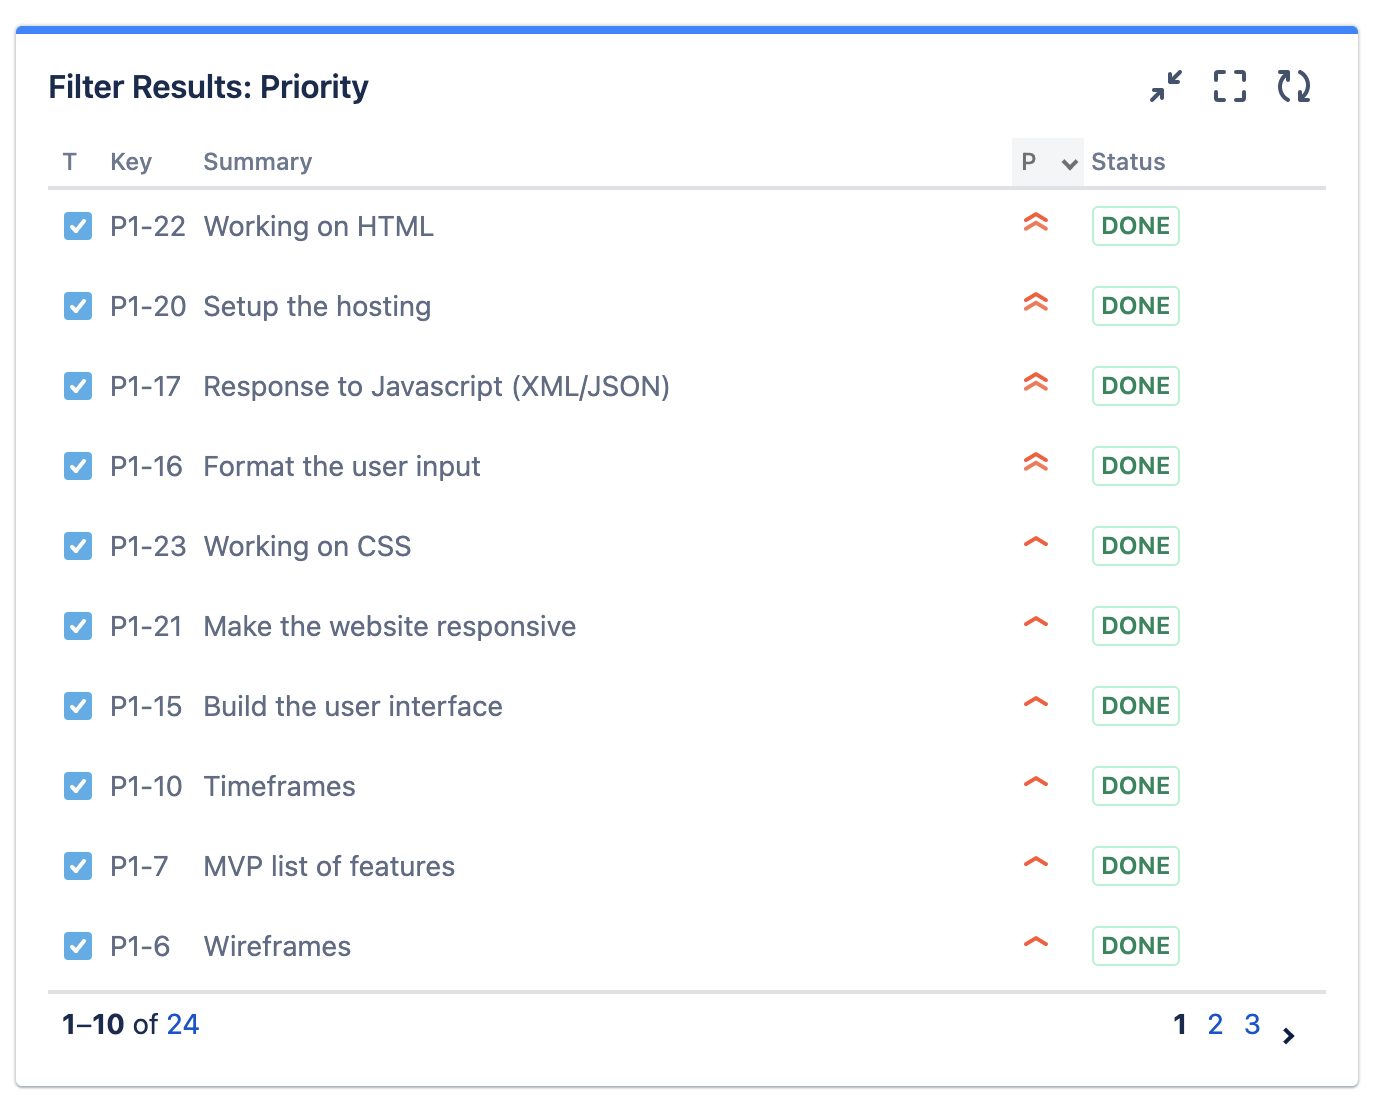 Filter Results: Priority
T Key Summary P Status
P1-22 Working on HTML DONE
P1-20 Setup the hosting DONE
P1-17 Response to Javascript (XML/JSON) DONE
P1-16 Format the user input DONE
P1-23 Working on CSS DONE
P1-21 Make the website responsive DONE
P1-15 Build the user interface DONE
P1-10 Timeframes DONE
P1-7 MVP list of features DONE
P1-6 Wireframes DONE
1–10 of 24 1 2 3